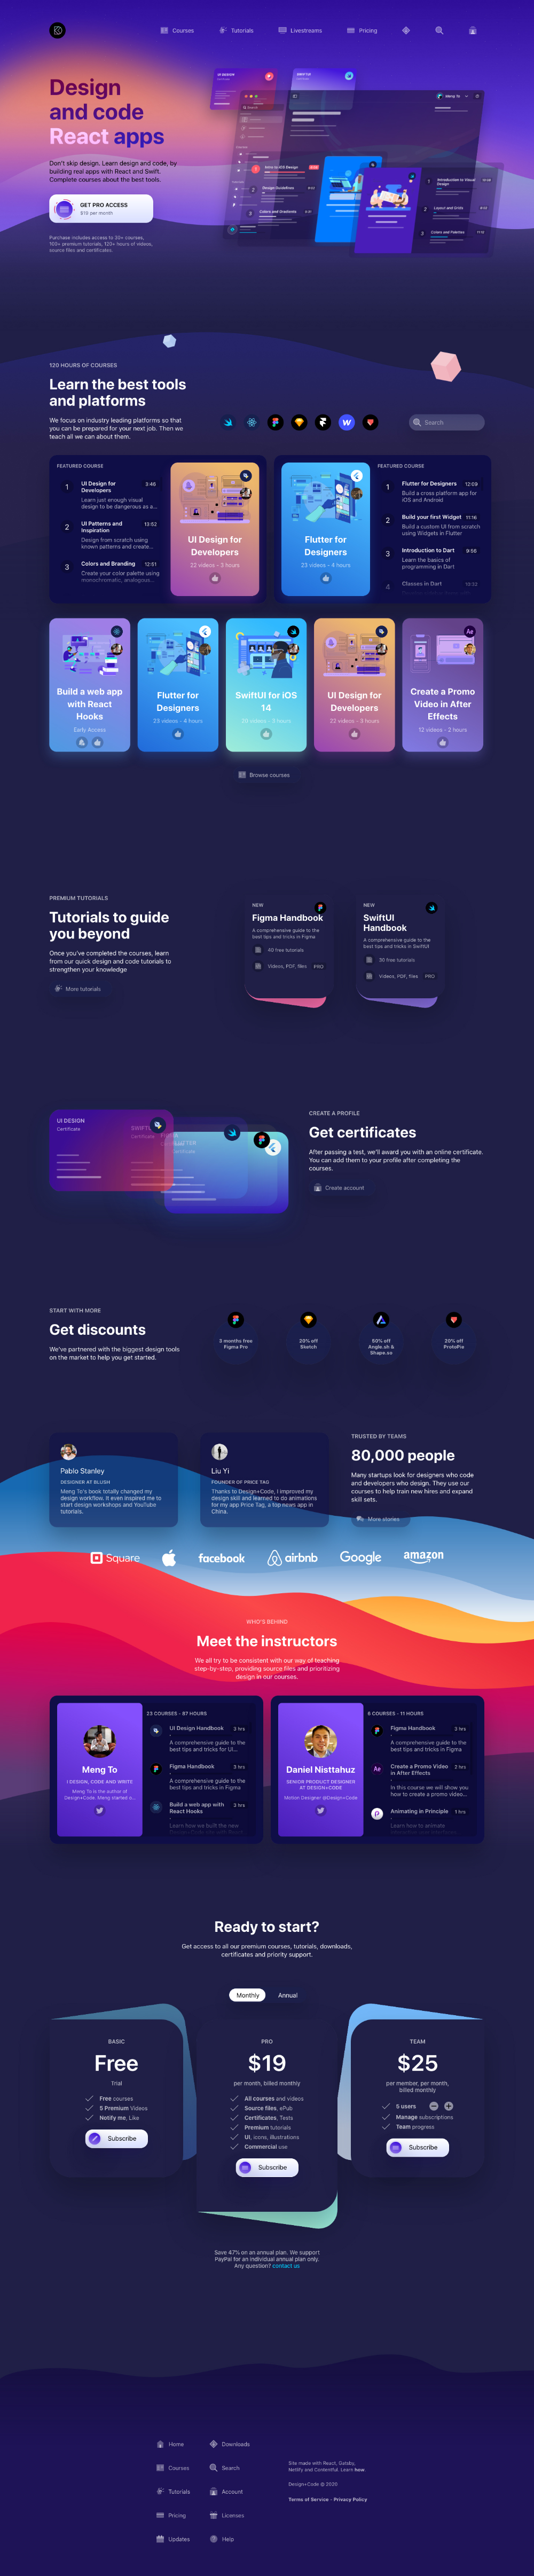 Courses
Tutorials
Livestreams
Pricing
Design
and code
React apps
Don't skip design. Learn design and code, by
building real apps with React and Swift.
Complete courses about the best tools.
GET PRO ACCESS
$19 per month
Purchase includes access to 30+ courses,
100+ premium tutorials, 120+ hours of videos,
source files and certificates.
UI DESIGN
SWIFTUI
Meng To
Search
Intro to iOS Design
2
Design Guidelines
3
Colors and Gradients
1
Introduction to Visual
Design
2
Layout and Grids
3
Colors and Palettes
120 HOURS OF COURSES
Learn the best tools
and platforms
We focus on industry leading platforms so that
you can be prepared for your next job. Then we
teach all we can about them.
Search
FEATURED COURSE
1
UI Design for
Developers
3:46
Learn just enough visual
design to be dangerous as a...
2
UI Patterns and
Inspiration
13:52
Design from scratch using
known patterns and create...
3
Colors and Branding
12:51
Create your color palette using
monochromatic, analogous...
UI Design for
Developers
22 videos - 3 hours
Flutter for
Designers
23 videos - 4 hours
FEATURED COURSE
1
Flutter for Designers
12:09
Build a cross platform app for
iOS and Android
2
Build your first Widget
11:16
Build a custom UI from scratch
using Widgets in Flutter
3
Introduction to Dart
9:58
Learn the basics of
programming in Dart
4
Classes in Dart
Build a web app
with React
Hooks
Early Access
Flutter for
Designers
23 videos - 4 hours
SwiftUI for iOS
14
UI Design for
Developers
22 videos - 3 hours
Ae
Create a Promo
Video in After
Effects
12 videos - 2 hours
Browse courses
PREMIUM TUTORIALS
Tutorials to guide
you beyond
Once you've completed the courses, learn
from our quick design and code tutorials to
strengthen your knowledge
More tutorials
NEW
Figma Handbook
A comprehensive guide to the
best tips and tricks in Figma
40 free tutorials
Videos, PDF, files
PRO
NEW
SwiftUI
Handbook
A comprehensive guide to the
best tips and tricks in SwiftUI
30 free tutorials
Videos, PDF, files
PRO
UI DESIGN
Certificate
Certificate
CREATE A PROFILE
Get certificates
After passing a test, we'll award you with an online certificate.
You can add them to your profile after completing the
courses.
Create account
START WITH MORE
Get discounts
We've partnered with the biggest design tools
on the market to help you get started.
3 months free
Figma Pro
20% off
Sketch
50% off
Angle.sh &
Shape.so
20% off
ProtoPie
Pablo Stanley
DESIGNER AT BLUSH
Meng To's book totally changed my
design workflow. It even inspired me to
start design workshops and YouTube
tutorials.
Liu Yi
FOUNDER OF PRICE TAG
Thanks to Design+Code, I improved my
design skill and learned to do animations
for my app Price Tag, a top news app in
China.
TRUSTED BY TEAMS
80,000 people
Many startups look for designers who code
and developers who design. They use our
courses to help train new hires and expand
skill sets.
More stories
Square
facebook
airbnb
Google
amazon
WHO'S BEHIND
Meet the instructors
We all try to be consistent with our way of teaching
step-by-step, providing source files and prioritizing
design in our courses.
Meng To
I DESIGN, CODE AND WRITE
Meng To is the author of
Design+Code. Meng started o...
23 COURSES - 97 HOURS
UI Design Handbook
3 hrs
A comprehensive guide to the
best tips and tricks for UI...
Figma Handbook
3 hrs
A comprehensive guide to the
best tips and tricks in Figma
Build a web app with
React Hooks
3 hrs
Learn how we built the new
Daniel Nisttahuz
SENIOR PRODUCT DESIGNER
AT DESIGN+CODE
Motion Designer @Design+Code
6 COURSES - 11 HOURS
Figma Handbook
3 hrs
A comprehensive guide to the
best tips and tricks in Figma
Ae
Create a Promo Video
in After Effects
2 hrs
In this course we will show you
how to create a promo video...
Animating in Principle
1 hrs
Learn how to animate
Ready to start?
Get access to all our premium courses, tutorials, downloads,
certificates and priority support.
Monthly
Annual
BASIC
Free
Trial
Free courses
5 Premium Videos
Notify me, Like
Subscribe
PRO
$19
per month, billed monthly
All courses and videos
Source files, ePub
Certificates, Tests
Premium tutorials
UI, icons, illustrations
Commercial use
Subscribe
TEAM
$25
per member, per month,
billed monthly
5 users
Manage subscriptions
Team progress
Subscribe
Save 47% on an annual plan. We support
PayPal for an individual annual plan only.
Any question? contact us
Home
Courses
Tutorials
Pricing
Updates
Downloads
Search
Account
Licenses
Help
Site made with React, Gatsby,
Netlify and Contentful. Learn how.
Design+Code © 2020
Terms of Service - Privacy Policy